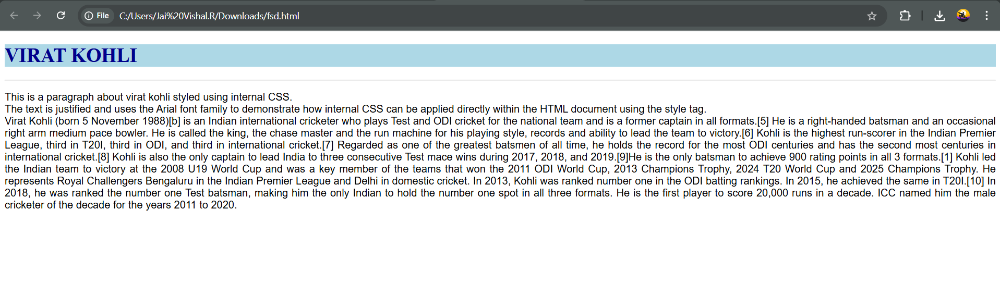 File C:/Users/Jai%20Vishal.R/Downloads/fsd.html
VIRAT KOHLI
This is a paragraph about virat kohli styled using internal CSS.
The text is justified and uses the Arial font family to demonstrate how internal CSS can be applied directly within the HTML document using the style tag.
Virat Kohli (born 5 November 1988)[b] is an Indian international cricketer who plays Test and ODI cricket for the national team and is a former captain in all formats.[5] He is a right-handed batsman and an occasional
right arm medium pace bowler. He is called the king, the chase master and the run machine for his playing style, records and ability to lead the team to victory.[6] Kohli is the highest run-scorer in the Indian Premier
League, third in T20I, third in ODI, and third in international cricket.[7] Regarded as one of the greatest batsmen of all time, he holds the record for the most ODI centuries and has the second most centuries in
international cricket.[8] Kohli is also the only captain to lead India to three consecutive Test mace wins during 2017, 2018, and 2019.[9]He is the only batsman to achieve 900 rating points in all 3 formats.[1] Kohli led
the Indian team to victory at the 2008 U19 World Cup and was a key member of the teams that won the 2011 ODI World Cup, 2013 Champions Trophy, 2024 T20 World Cup and 2025 Champions Trophy. He
represents Royal Challengers Bengaluru in the Indian Premier League and Delhi in domestic cricket. In 2013, Kohli was ranked number one in the ODI batting rankings. In 2015, he achieved the same in T20I.[10] In
2018, he was ranked the number one Test batsman, making him the only Indian to hold the number one spot in all three formats. He is the first player to score 20,000 runs in a decade. ICC named him the male
cricketer of the decade for the years 2011 to 2020.